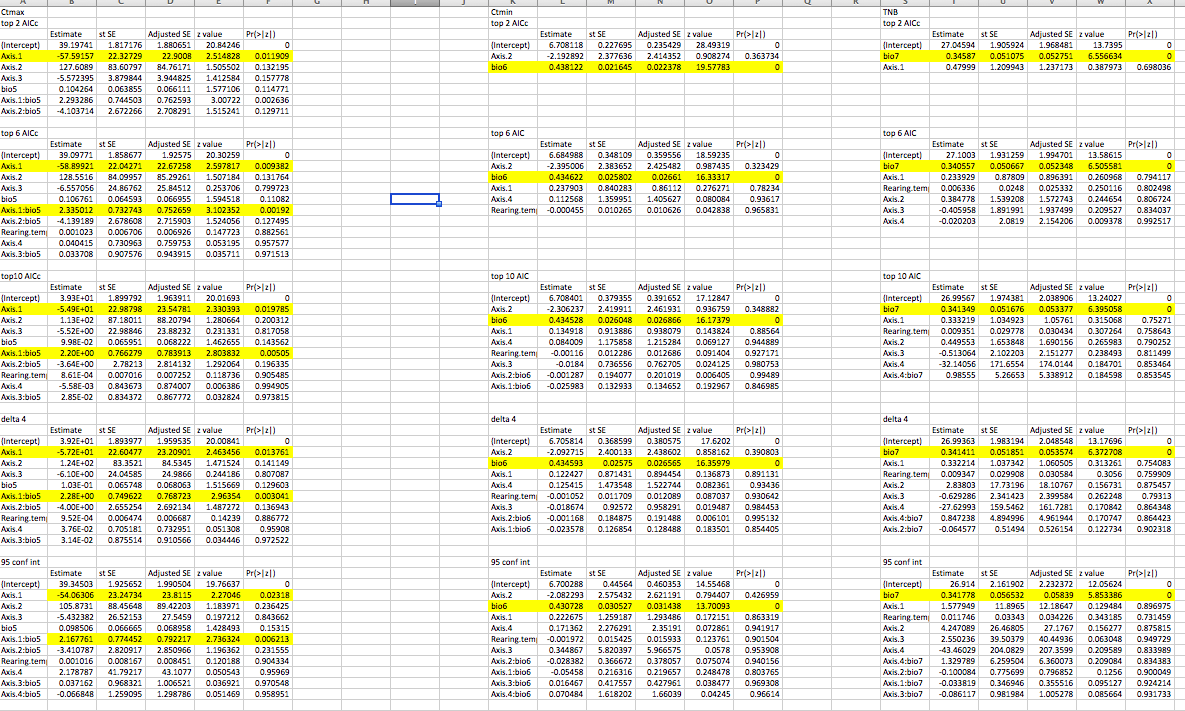 Ctmax Ctmin TNB
top 2 AICc top 2 AICc top 2 AICc
Estimate st SE Adjusted SE z value Pr(>|z|) Estimate st SE Adjusted SE z value Pr(>|z|) Estimate st SE Adjusted SE z value Pr(>|z|)
(Intercept) 39.19741 1.817176 1.880651 20.84246 0 (Intercept) 6.708118 0.227695 0.235429 28.49319 0 (Intercept) 27.04594 1.905924 1.968481 13.7395 0
Axis.1 -57.59157 22.32729 22.9008 2.514828 0.011909 Axis.2 -2.192892 2.377636 2.414352 0.908274 0.363734 bio7 0.34587 0.051075 0.052751 6.556634 0
Axis.2 127.6089 83.60797 84.76171 1.505502 0.132195 bio6 0.438122 0.021645 0.022378 19.57783 0 Axis.1 0.47999 1.209943 1.237173 0.387973 0.698036
Axis.3 -5.572395 3.879844 3.944825 1.412584 0.157778
bio5 0.104264 0.063855 0.066111 1.577106 0.114771
Axis.1:bio5 2.293286 0.744503 0.762593 3.00722 0.002636
Axis.2:bio5 -4.103714 2.672266 2.708291 1.515241 0.129711
top 6 AICc top 6 AIC top 6 AIC
Estimate st SE Adjusted SE z value Pr(>|z|) Estimate st SE Adjusted SE z value Pr(>|z|) Estimate st SE Adjusted SE z value Pr(>|z|)
(Intercept) 39.09771 1.858677 1.92575 20.30259 0 (Intercept) 6.684988 0.348109 0.359556 18.59235 0 (Intercept) 27.1003 1.931259 1.994701 13.58615 0
Axis.1 -58.89921 22.04271 22.67258 2.597817 0.009382 Axis.2 -2.395006 2.383652 2.425482 0.987435 0.323429 bio7 0.340557 0.050667 0.052348 6.505581 0
Axis.2 128.5516 84.09957 85.29261 1.507184 0.131764 bio6 0.434622 0.025802 0.02661 16.33317 0 Axis.1 0.233929 0.87809 0.896391 0.260968 0.794117
Axis.3 -6.557056 24.86762 25.84512 0.253706 0.799723 Axis.1 0.237903 0.840283 0.86112 0.276271 0.78234 Rearing.temp 0.006336 0.0248 0.025332 0.250116 0.802498
bio5 0.106761 0.064593 0.066955 1.594518 0.11082 Axis.4 0.112568 1.359951 1.405627 0.080084 0.93617 Axis.2 0.384778 1.539208 1.572743 0.244654 0.806724
Axis.1:bio5 2.335012 0.732743 0.752659 3.102352 0.00192 Rearing.temp -0.000455 0.010265 0.010626 0.042838 0.965831 Axis.3 -0.405958 1.891991 1.937499 0.209527 0.834037
Axis.2:bio5 -4.139189 2.678608 2.715903 1.524056 0.127495 Axis.4 -0.020203 2.0819 2.154206 0.009378 0.992517
Rearing.temp 0.001023 0.006706 0.006926 0.147723 0.882561
Axis.4 0.040415 0.730963 0.759753 0.053195 0.957577
Axis.3:bio5 0.033708 0.907576 0.943915 0.035711 0.971513
top10 AICc top 10 AIC top 10 AIC
Estimate st SE Adjusted SE z value Pr(>|z|) Estimate st SE Adjusted SE z value Pr(>|z|) Estimate st SE Adjusted SE z value Pr(>|z|)
(Intercept) 3.93E+01 1.899792 1.963911 20.01693 0 (Intercept) 6.708401 0.379355 0.391652 17.12847 0 (Intercept) 26.99567 1.974381 2.038906 13.24027 0
Axis.1 -5.49E+01 22.98798 23.54781 2.330393 0.019785 Axis.2 -2.306237 2.419911 2.461931 0.936759 0.348882 bio7 0.341349 0.051676 0.053377 6.395058 0
Axis.2 1.13E+02 87.18011 88.20794 1.280664 0.200312 bio6 0.434528 0.026048 0.026866 16.17379 0 Axis.1 0.333219 1.034923 1.05761 0.315068 0.75271
Axis.3 -5.52E+00 22.98846 23.88232 0.231331 0.817058 Axis.1 0.134918 0.913886 0.938079 0.143824 0.88564 Rearing.temp 0.009351 0.029778 0.030434 0.307264 0.758643
bio5 9.98E-02 0.065951 0.068222 1.462655 0.143562 Axis.4 0.084009 1.175858 1.215284 0.069127 0.944889 Axis.2 0.449553 1.653848 1.690156 0.265983 0.790252
Axis.1:bio5 2.20E+00 0.766279 0.783913 2.803832 0.00505 Rearing.temp -0.00116 0.012286 0.012686 0.091404 0.927171 Axis.3 -0.513064 2.102203 2.151277 0.238493 0.811499
Axis.2:bio5 -3.64E+00 2.78213 2.814132 1.292064 0.196335 Axis.3 -0.0184 0.736556 0.762705 0.024125 0.980753 Axis.4 -32.14056 171.6554 174.0144 0.184701 0.853464
Rearing.temp 8.61E-04 0.007016 0.007252 0.118736 0.905485 Axis.2:bio6 -0.001287 0.194077 0.201019 0.006405 0.99489 Axis.4:bio7 0.98555 5.26653 5.338912 0.184598 0.853545
Axis.4 -5.58E-03 0.843673 0.874007 0.006386 0.994905 Axis.1:bio6 -0.025983 0.132933 0.134652 0.192967 0.846985
Axis.3:bio5 2.85E-02 0.834372 0.867772 0.032824 0.973815
delta 4 delta 4 delta 4
Estimate st SE Adjusted SE z value Pr(>|z|) Estimate st SE Adjusted SE z value Pr(>|z|) Estimate st SE Adjusted SE z value Pr(>|z|)
(Intercept) 3.92E+01 1.893977 1.959535 20.00841 0 (Intercept) 6.705814 0.368599 0.380575 17.6202 0 (Intercept) 26.99363 1.983194 2.048548 13.17696 0
Axis.1 -5.72E+01 22.60477 23.20901 2.463456 0.013761 Axis.2 -2.092715 2.400133 2.438602 0.858162 0.390803 bio7 0.341411 0.051851 0.053574 6.372708 0
Axis.2 1.24E+02 83.3521 84.5345 1.471524 0.141149 bio6 0.434593 0.02575 0.026565 16.35979 0 Axis.1 0.332214 1.037342 1.060505 0.313261 0.754083
Axis.3 -6.10E+00 24.04585 24.9866 0.244186 0.807087 Axis.1 0.122427 0.871431 0.894454 0.136873 0.891131 Rearing.temp 0.009347 0.029908 0.030584 0.3056 0.759909
bio5 1.03E-01 0.065748 0.068063 1.515669 0.129603 Axis.4 0.125415 1.473548 1.522744 0.082361 0.93436 Axis.2 2.83803 17.73196 18.10767 0.156731 0.875457
Axis.1:bio5 2.28E+00 0.749622 0.768723 2.96354 0.003041 Rearing.temp -0.001052 0.011709 0.012089 0.087037 0.930642 Axis.3 -0.629286 2.341423 2.399584 0.262248 0.79313
Axis.2:bio5 -4.00E+00 2.655254 2.692134 1.487272 0.136943 Axis.3 -0.018674 0.92572 0.958291 0.019487 0.984453 Axis.4 -27.62993 159.5462 161.7281 0.170842 0.864348
Rearing.temp 9.52E-04 0.006474 0.006687 0.14239 0.886772 Axis.2:bio6 -0.001168 0.184875 0.191488 0.006101 0.995132 Axis.4:bio7 0.847238 4.894996 4.961944 0.170747 0.864423
Axis.4 3.76E-02 0.705181 0.732951 0.051308 0.95908 Axis.1:bio6 -0.023578 0.126854 0.128488 0.183501 0.854405 Axis.2:bio7 -0.064577 0.51494 0.526154 0.122734 0.902318
Axis.3:bio5 3.14E-02 0.875514 0.910566 0.034446 0.972522
95 conf int 95 conf int 95 conf int
Estimate st SE Adjusted SE z value Pr(>|z|) Estimate st SE Adjusted SE z value Pr(>|z|) Estimate st SE Adjusted SE z value Pr(>|z|)
(Intercept) 39.34503 1.925652 1.990504 19.76637 0 (Intercept) 6.700288 0.44564 0.460353 14.55468 0 (Intercept) 26.914 2.161902 2.232372 12.05624 0
Axis.1 -54.06306 23.24734 23.8115 2.27046 0.02318 Axis.2 -2.082293 2.575432 2.621191 0.794407 0.426959 bio7 0.341778 0.056532 0.05839 5.853386 0
Axis.2 105.8731 88.45648 89.42203 1.183971 0.236425 bio6 0.430728 0.030527 0.031438 13.70093 0 Axis.1 1.577949 11.8965 12.18647 0.129484 0.896975
Axis.3 -5.432382 26.52153 27.5459 0.197212 0.843662 Axis.1 0.222675 1.259187 1.293486 0.172151 0.863319 Rearing.temp 0.011746 0.03343 0.034226 0.343185 0.731459
bio5 0.098506 0.066665 0.068958 1.428493 0.15315 Axis.4 0.171362 2.276291 2.35191 0.072861 0.941917 Axis.2 4.247089 26.46805 27.1767 0.156277 0.875815
Axis.1:bio5 2.167761 0.774452 0.792217 2.736324 0.006213 Rearing.temp -0.001972 0.015425 0.015933 0.123761 0.901504 Axis.3 2.550236 39.50379 40.44936 0.063048 0.949729
Axis.2:bio5 -3.410787 2.820917 2.850966 1.196362 0.231555 Axis.3 0.344867 5.820397 5.966575 0.0578 0.953908 Axis.4 -43.46029 204.0829 207.3599 0.209589 0.833989
Rearing.temp 0.001016 0.008167 0.008451 0.120188 0.904334 Axis.2:bio6 -0.028382 0.366672 0.378057 0.075074 0.940156 Axis.4:bio7 1.329789 6.259504 6.360073 0.209084 0.834383
Axis.4 2.178787 41.79217 43.1077 0.050543 0.95969 Axis.1:bio6 -0.05458 0.216316 0.219657 0.248478 0.803765 Axis.2:bio7 -0.100084 0.775699 0.796852 0.1256 0.900049
Axis.3:bio5 0.037162 0.968321 1.006521 0.036921 0.970548 Axis.3:bio6 0.016467 0.417557 0.427961 0.038477 0.969308 Axis.1:bio7 -0.033819 0.346946 0.355516 0.095127 0.924214
Axis.4:bio5 -0.066848 1.259095 1.298786 0.051469 0.958951 Axis.4:bio6 0.070484 1.618202 1.66039 0.04245 0.96614 Axis.3:bio7 -0.086117 0.981984 1.005278 0.085664 0.931733